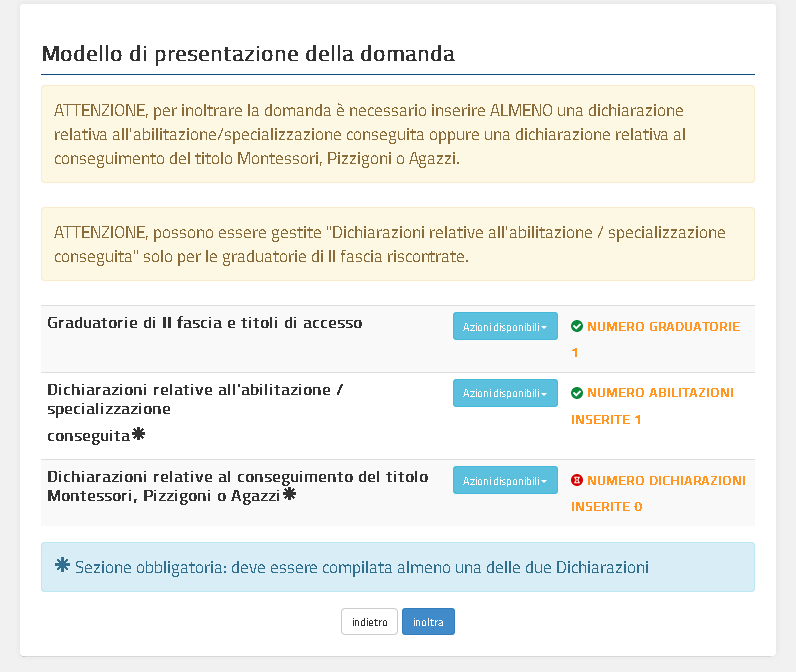 Modello di presentazione della domanda
ATTENZIONE, per inoltrare la domanda è necessario inserire ALMENO una dichiarazione
relativa all'abilitazione/specializzazione conseguita oppure una dichiarazione relativa al
conseguimento del titolo Montessori, Pizzigoni o Agazzi.
ATTENZIONE, possono essere gestite "Dichiarazioni relative all'abilitazione / specializzazione
conseguita" solo per le graduatorie di II fascia riscontrate.
Graduatorie di II fascia e titoli di accesso
Azioni disponibili
NUMERO GRADUATORIE
1
Dichiarazioni relative all'abilitazione /
specializzazione
conseguita✱
Azioni disponibili
NUMERO ABILITAZIONI
INSERITE 1
Dichiarazioni relative al conseguimento del titolo
Montessori, Pizzigoni o Agazzi✱
Azioni disponibili
NUMERO DICHIARAZIONI
INSERITE 0
✱ Sezione obbligatoria: deve essere compilata almeno una delle due Dichiarazioni
indietro
inoltra